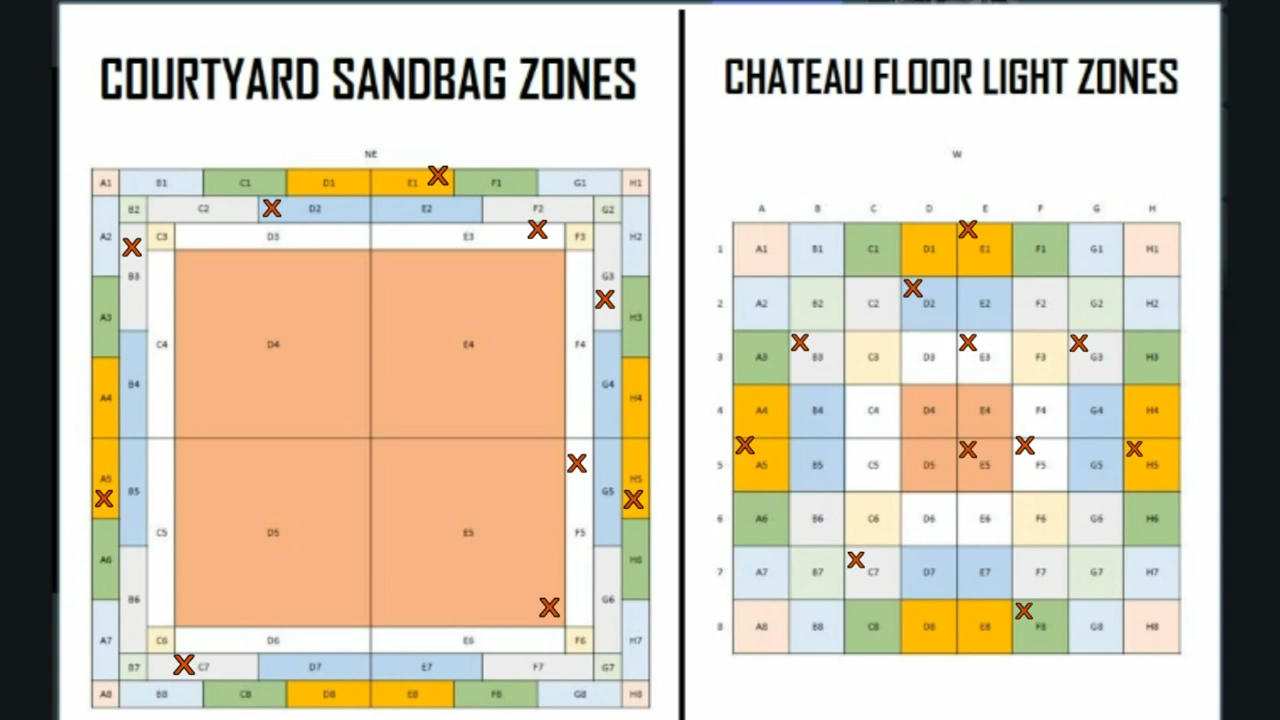 COURTYARD SANDBAG ZONES
NE
A1 B1 C1 D1 E1 F1 G1 H1
B2 C2 D2 E2 F2 G2
A2 C3 D3 E3 F3 H2
B3 G3
A3 C4 D4 E4 F4 H3
B4 G4
A4 H4
A5 H5
B5 G5
C5 D5 E5 F5
A6 H6
B6 G6
A7 C6 D6 E6 F6 H7
B7 C7 D7 E7 F7 G7
A8 B8 C8 D8 E8 F8 G8 H8
CHATEAU FLOOR LIGHT ZONES
W
A B C D E F G H
1 A1 B1 C1 D1 E1 F1 G1 H1
2 A2 B2 C2 D2 E2 F2 G2 H2
3 A3 B3 C3 D3 E3 F3 G3 H3
4 A4 B4 C4 D4 E4 F4 G4 H4
5 A5 B5 C5 D5 E5 F5 G5 H5
6 A6 B6 C6 D6 E6 F6 G6 H6
7 A7 B7 C7 D7 E7 F7 G7 H7
8 A8 B8 C8 D8 E8 F8 G8 H8